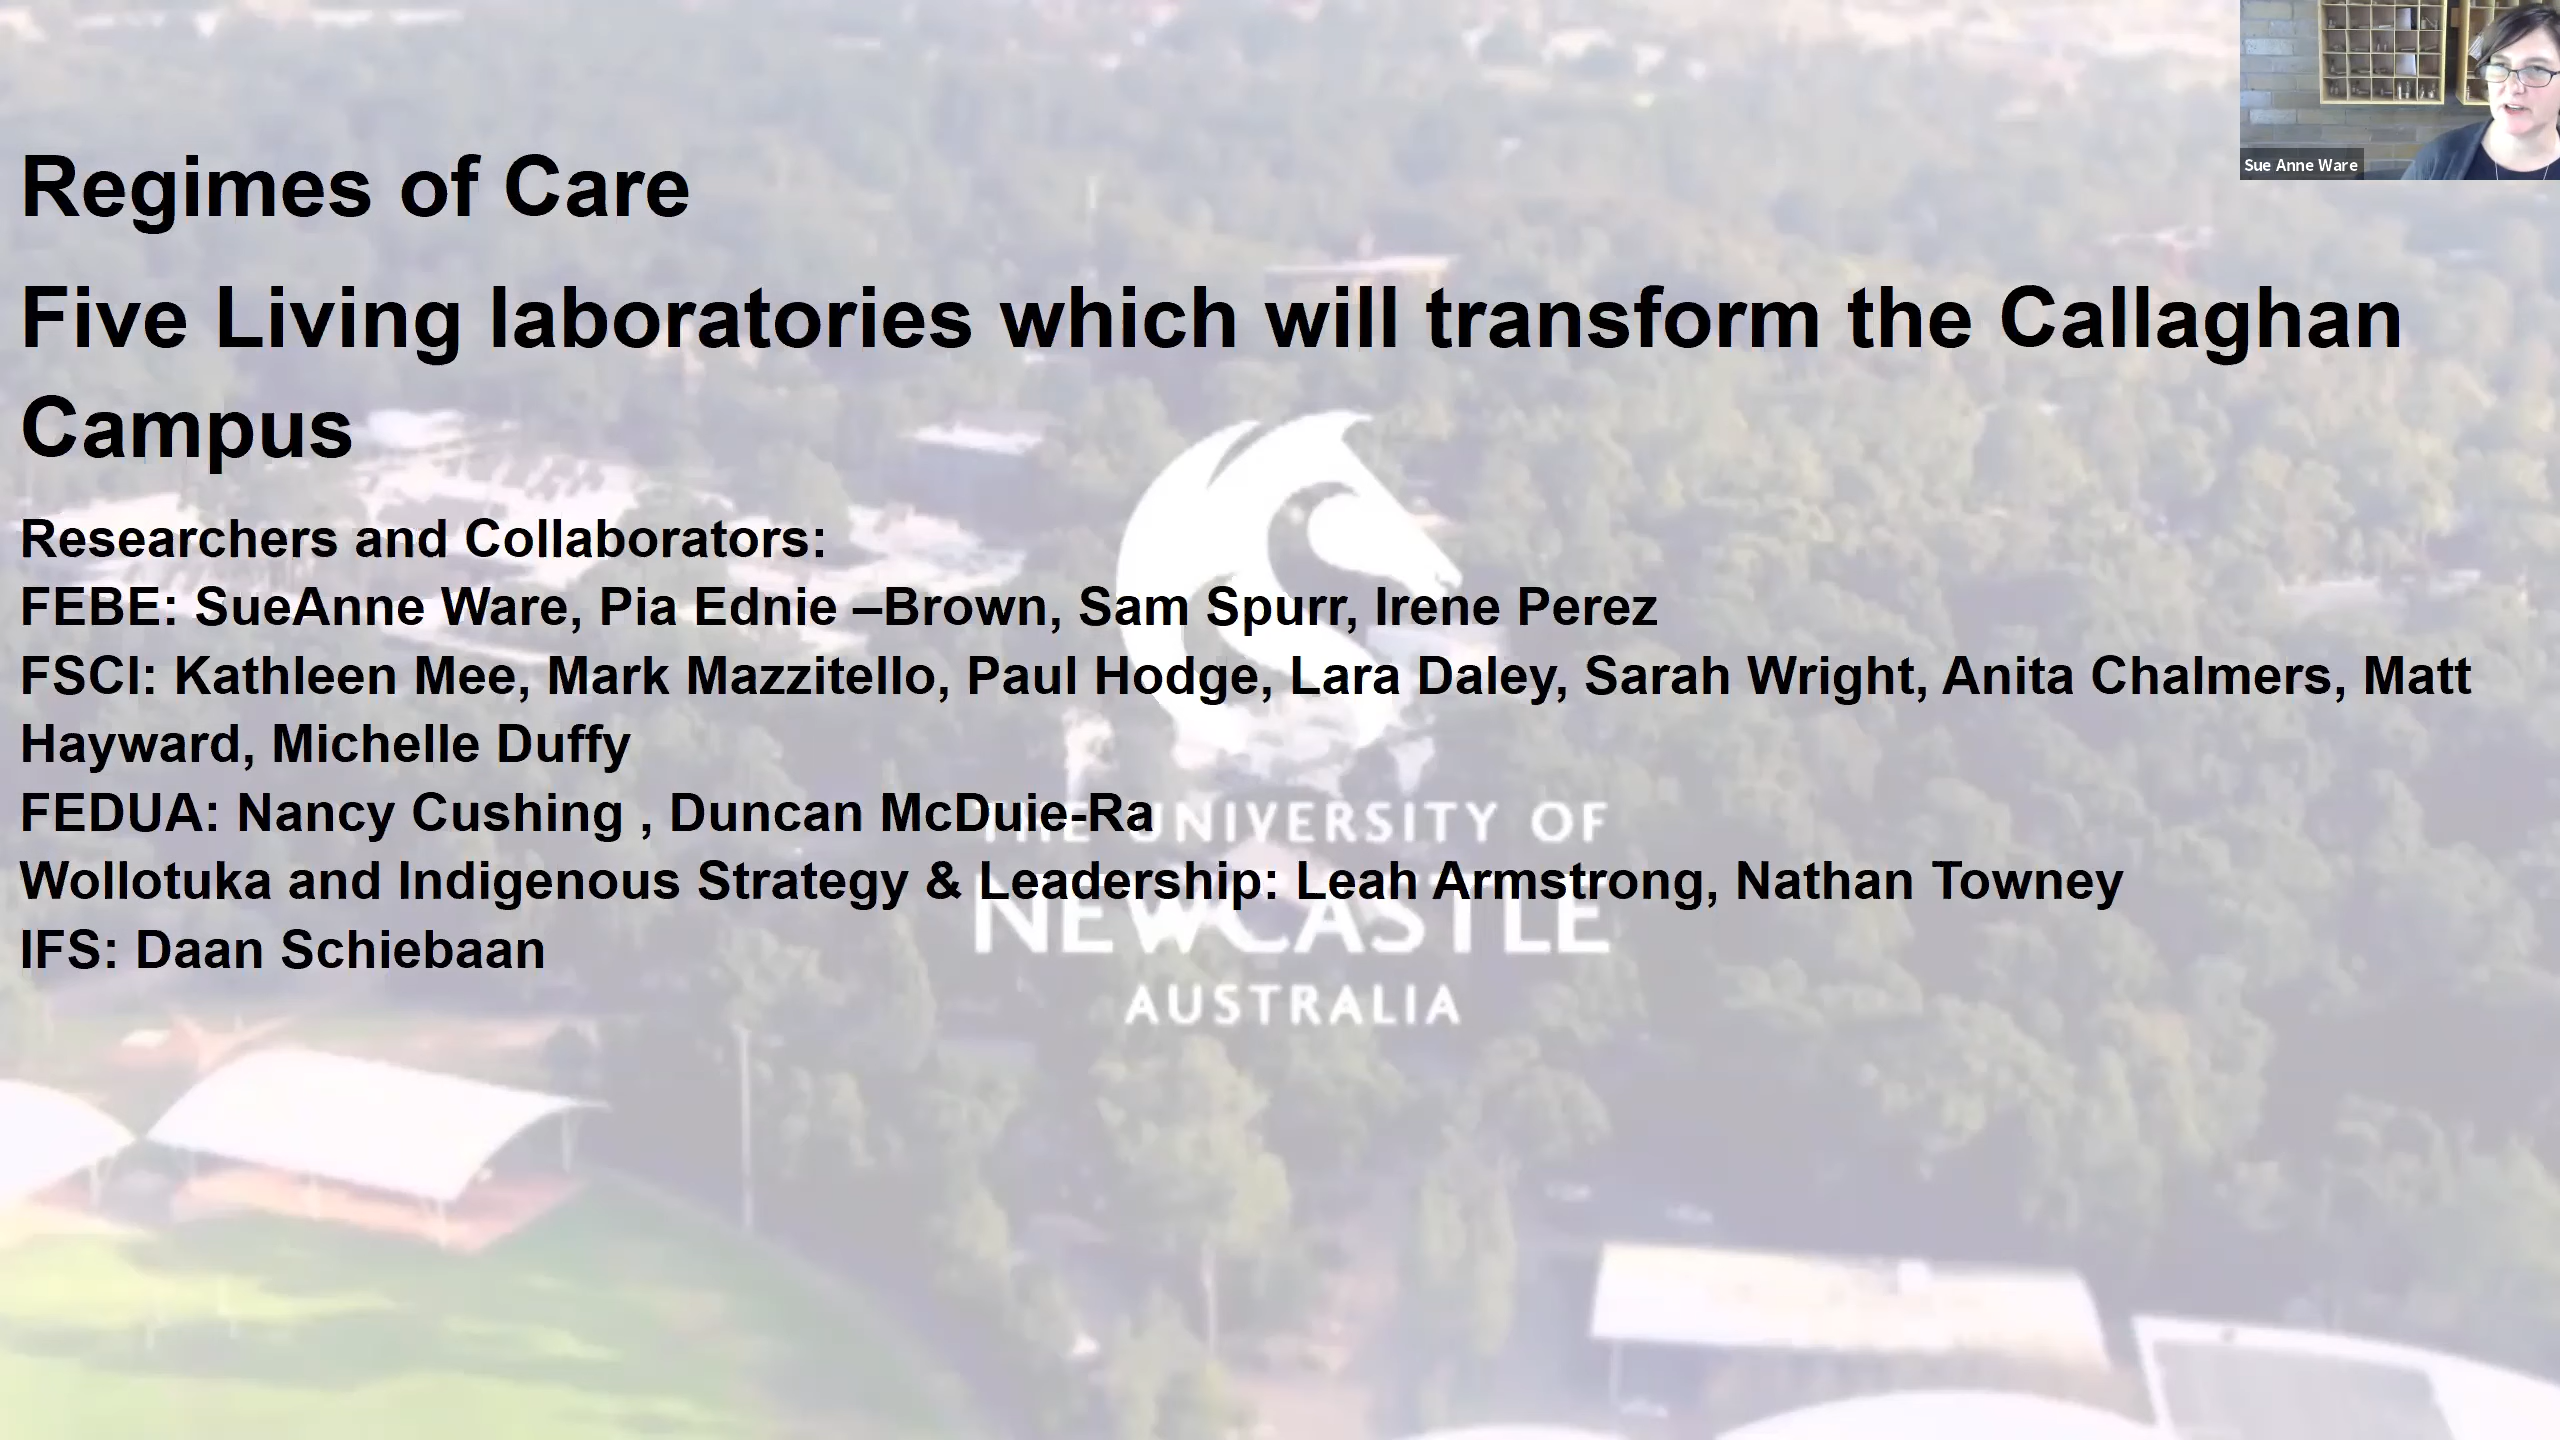 Sue Anne Ware
Regimes of Care
Five Living laboratories which will transform the Callaghan
Campus
Researchers and Collaborators:
FEBE: SueAnne Ware, Pia Ednie –Brown, Sam Spurr, Irene Perez
FSCI: Kathleen Mee, Mark Mazzitello, Paul Hodge, Lara Daley, Sarah Wright, Anita Chalmers, Matt
Hayward, Michelle Duffy
FEDUA: Nancy Cushing , Duncan McDuie-Ra
Wollotuka and Indigenous Strategy & Leadership: Leah Armstrong, Nathan Towney
IFS: Daan Schiebaan
THE UNIVERSITY OF
NEWCASTLE
AUSTRALIA